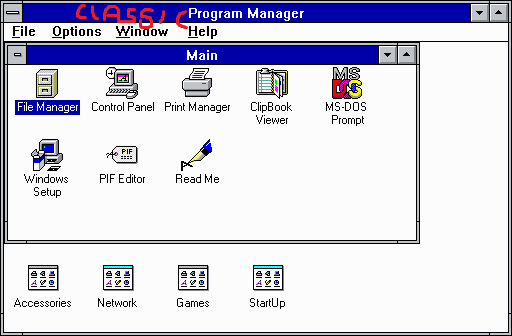 CLASSIC
Program Manager
File Options Window Help
Main
File Manager Control Panel Print Manager ClipBook Viewer MS-DOS Prompt
MS
DOS
Windows Setup PIF Editor Read Me
PIF
Accessories Network Games StartUp